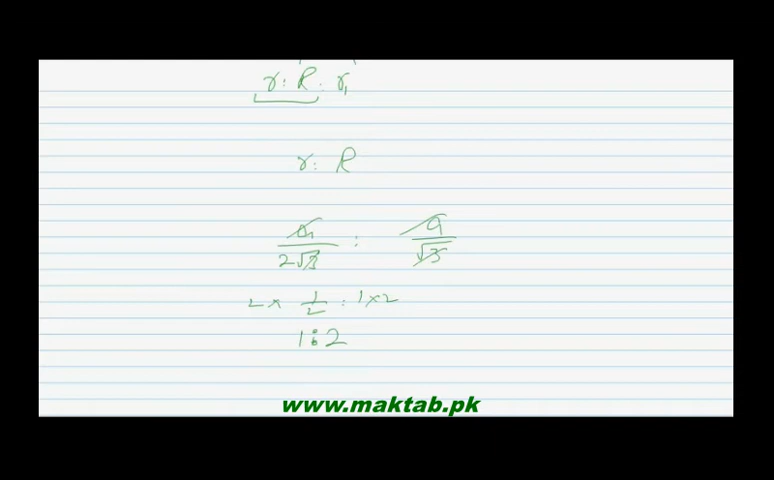 r : R : r₁
r : R
a/2√3 : a/√3
2 × 1/2 : 1 × 2
1 : 2
www.maktab.pk